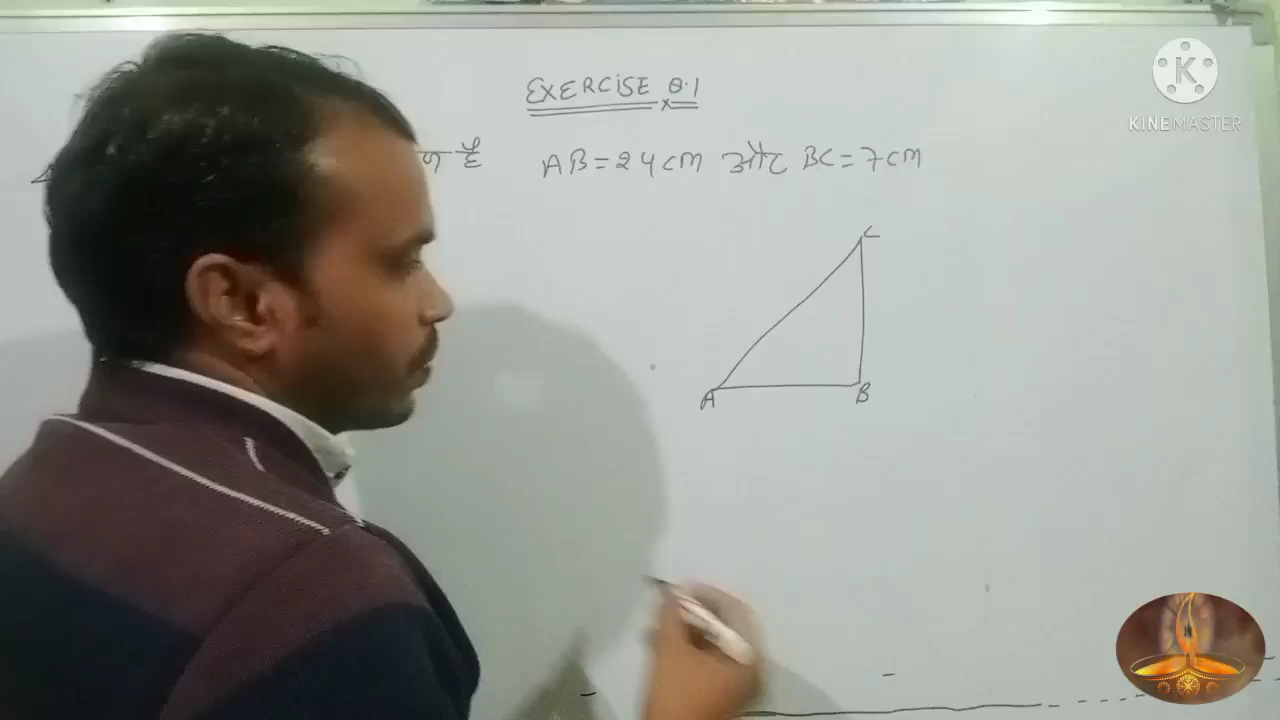 EXERCISE 8.1
है AB = 24 CM और BC = 7 CM
C
A
B
K
KINEMASTER